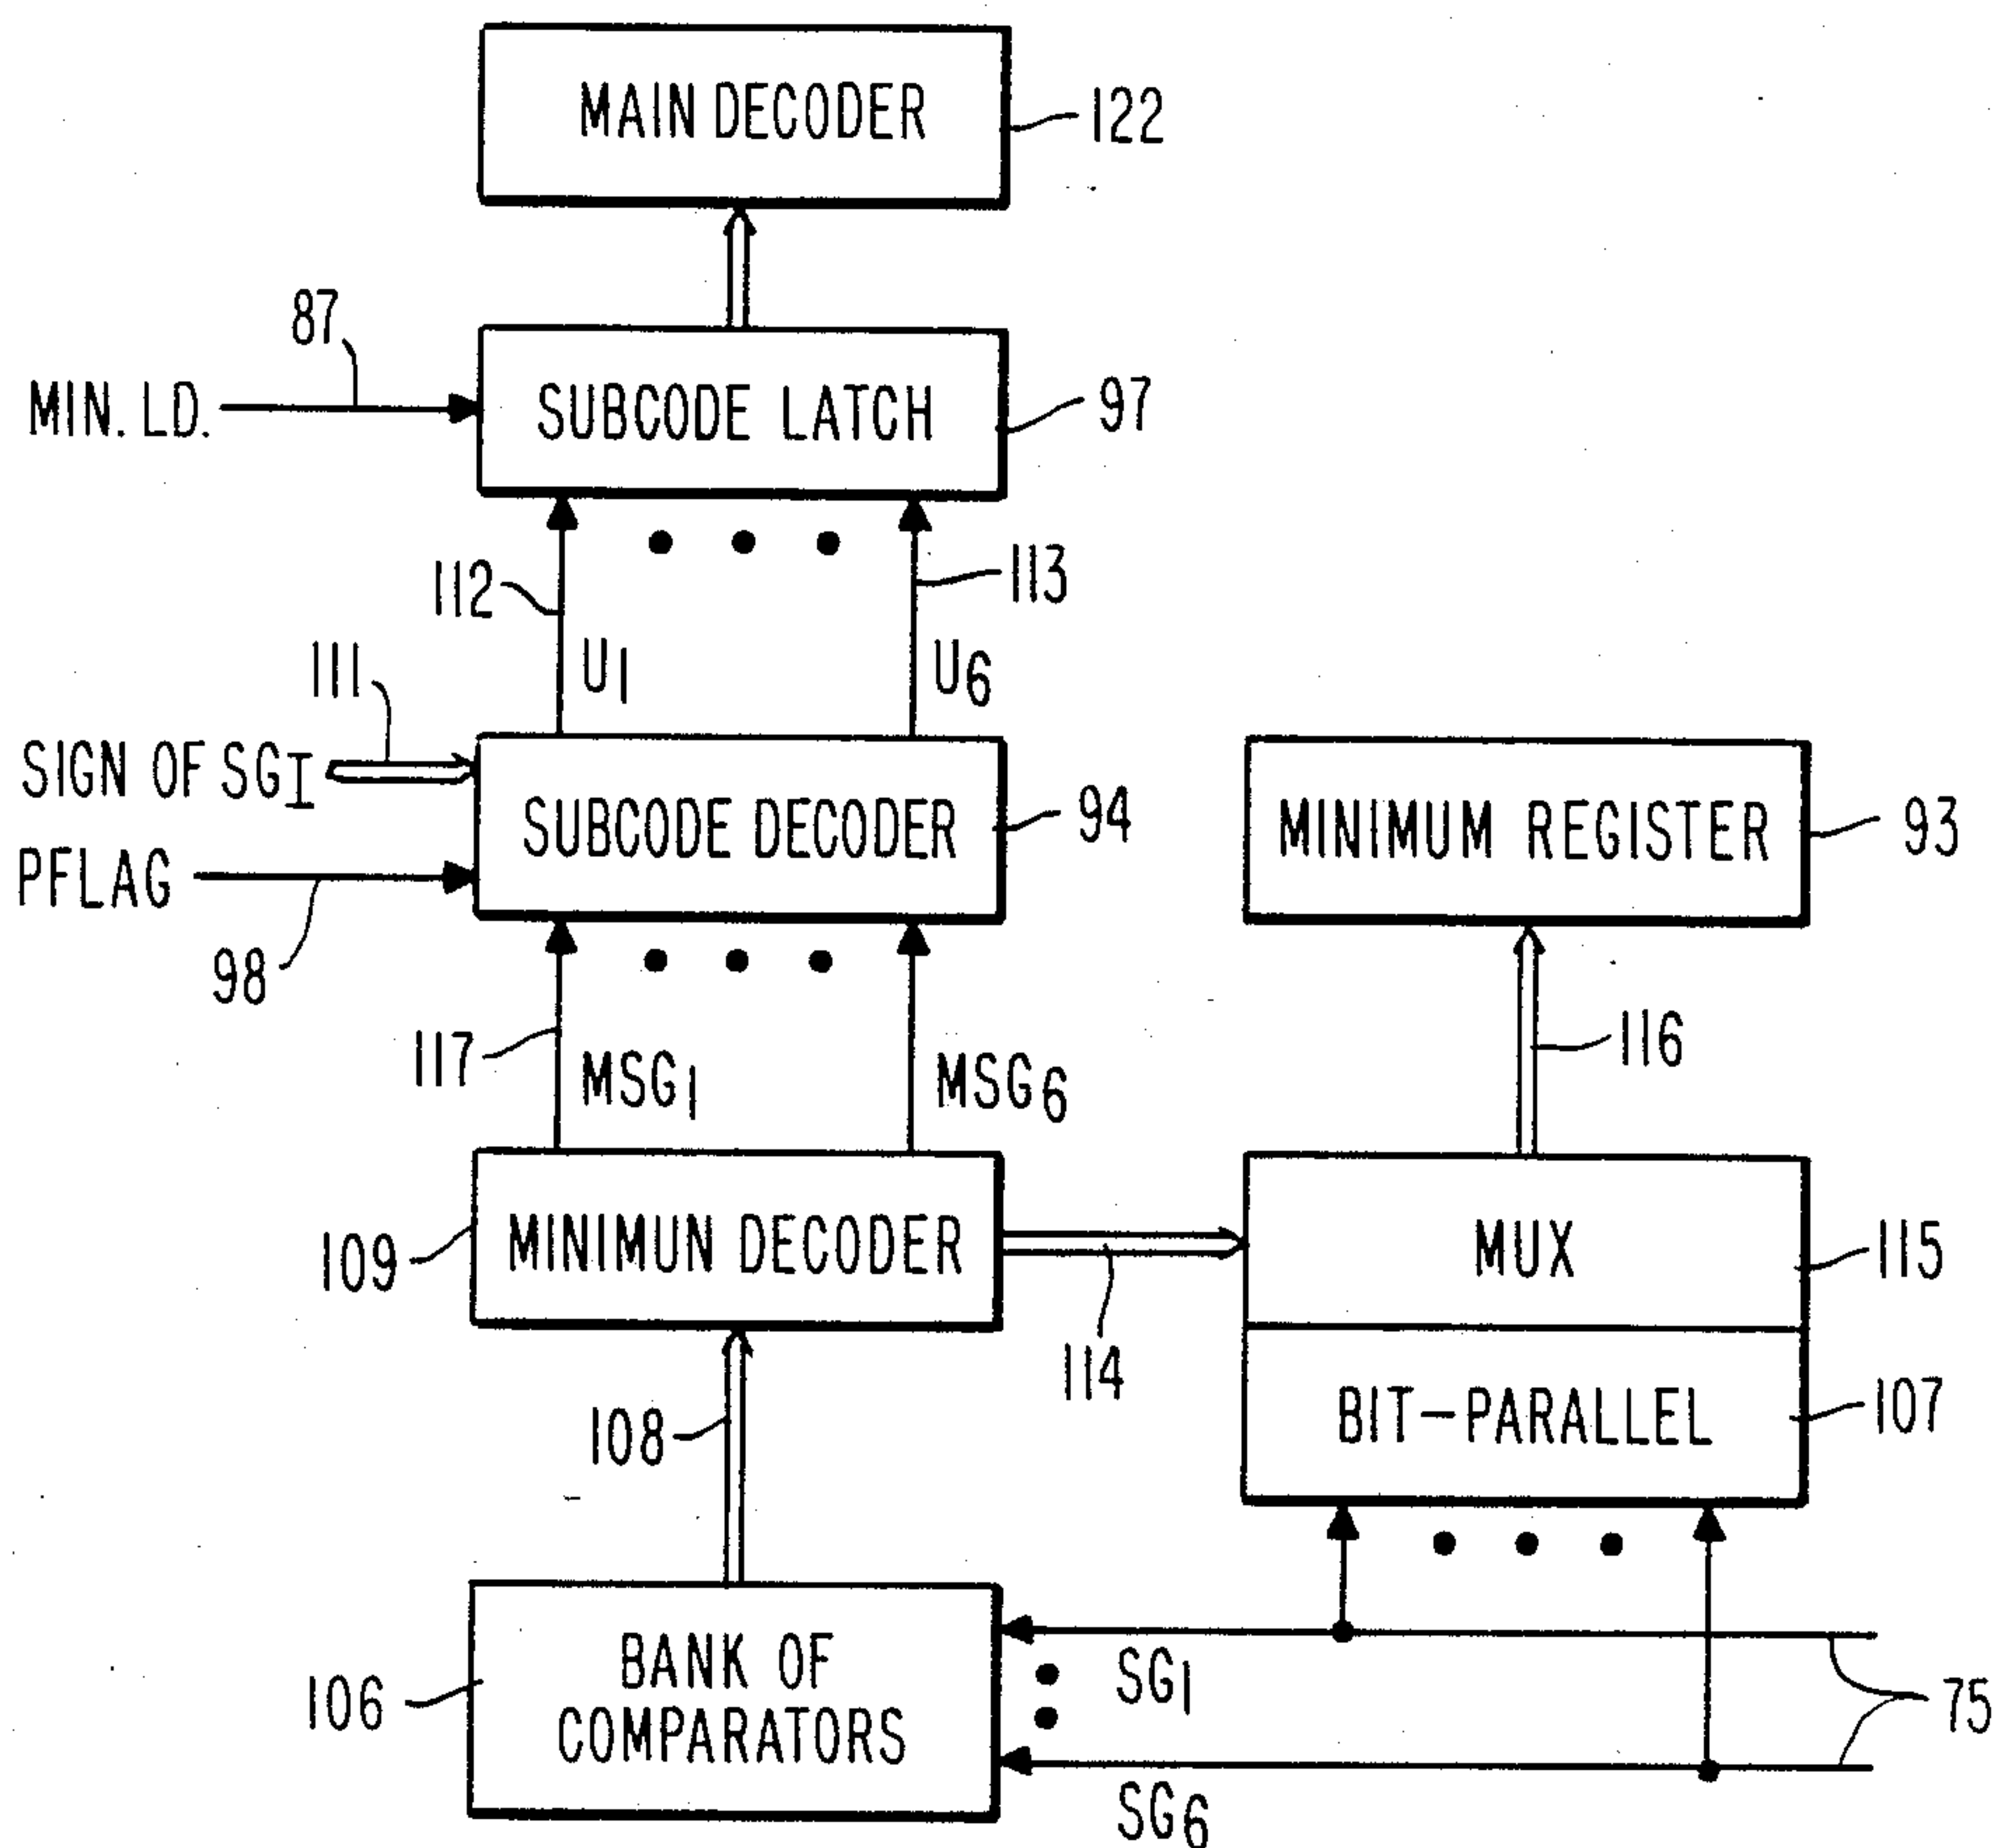 MAIN DECODER
122
87
MIN. LD.
SUBCODE LATCH
97
112
113
U1
U6
111
SIGN OF SGI
SUBCODE DECODER
94
MINIMUM REGISTER
93
PFLAG
98
117
MSG1
MSG6
116
109
MINIMUN DECODER
MUX
115
114
108
BIT-PARALLEL
107
106
BANK OF
COMPARATORS
SG1
75
SG6